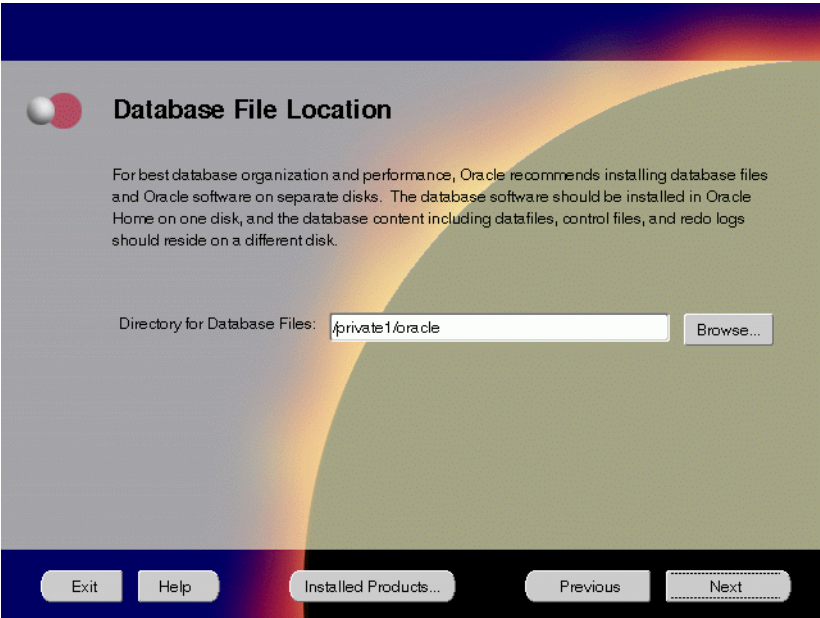 Database File Location
For best database organization and performance, Oracle recommends installing database files
and Oracle software on separate disks. The database software should be installed in Oracle
Home on one disk, and the database content including datafiles, control files, and redo logs
should reside on a different disk.
Directory for Database Files: /private1/oracle Browse...
Exit Help Installed Products... Previous Next